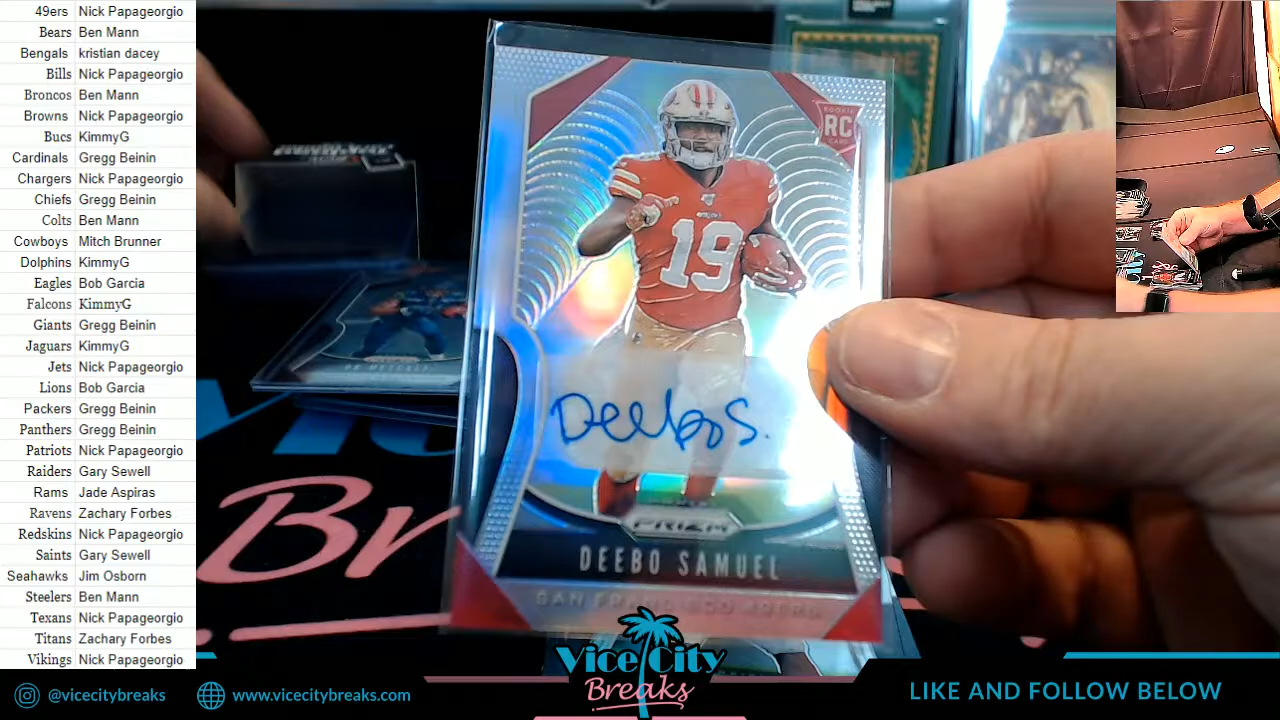 49ers Nick Papageorgio
Bears Ben Mann
Bengals kristian dacey
Bills Nick Papageorgio
Broncos Ben Mann
Browns Nick Papageorgio
Bucs KimmyG
Cardinals Gregg Beinin
Chargers Nick Papageorgio
Chiefs Gregg Beinin
Colts Ben Mann
Cowboys Mitch Brunner
Dolphins KimmyG
Eagles Bob Garcia
Falcons KimmyG
Giants Gregg Beinin
Jaguars KimmyG
Jets Nick Papageorgio
Lions Bob Garcia
Packers Gregg Beinin
Panthers Gregg Beinin
Patriots Nick Papageorgio
Raiders Gary Sewell
Rams Jade Aspiras
Ravens Zachary Forbes
Redskins Nick Papageorgio
Saints Gary Sewell
Seahawks Jim Osborn
Steelers Ben Mann
Texans Nick Papageorgio
Titans Zachary Forbes
Vikings Nick Papageorgio
ROOKIE
RC
CARD
19
DK METCALF
Deebo S.
Br
PRIZM
DEEBO SAMUEL
SAN FRANCISCO 49ERS
Vice City
Breaks
@vicecitybreaks
www.vicecitybreaks.com
LIKE AND FOLLOW BELOW